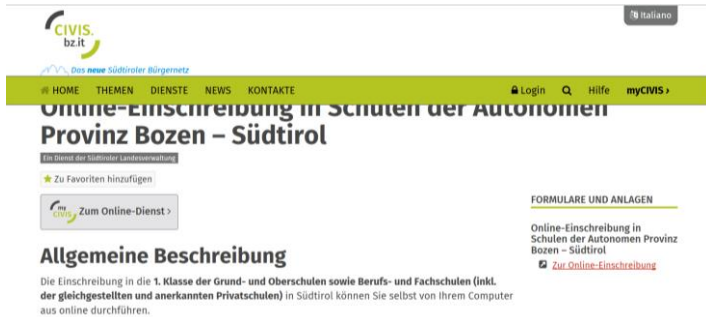 CIVIS.
bz.it
Italiano
Das neue Südtiroler Bürgernetz
HOME THEMEN DIENSTE NEWS KONTAKTE Login Hilfe myCIVIS ›
Online-Einschreibung in Schulen der Autonomen
Provinz Bozen – Südtirol
Ein Dienst der Südtiroler Landesverwaltung
Zu Favoriten hinzufügen
my CIVIS Zum Online-Dienst ›
Allgemeine Beschreibung
Die Einschreibung in die 1. Klasse der Grund- und Oberschulen sowie Berufs- und Fachschulen (inkl.
der gleichgestellten und anerkannten Privatschulen) in Südtirol können Sie selbst von Ihrem Computer
aus online durchführen.
FORMULARE UND ANLAGEN
Online-Einschreibung in
Schulen der Autonomen Provinz
Bozen – Südtirol
Zur Online-Einschreibung